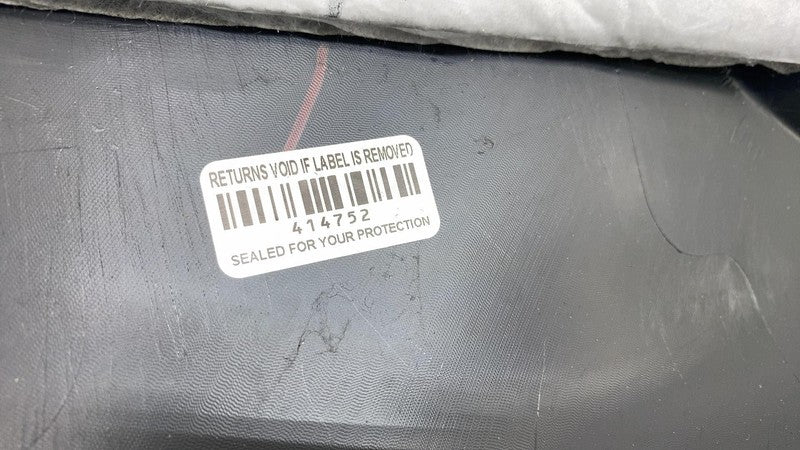 RETURNS VOID IF LABEL IS REMOVED
414752
SEALED FOR YOUR PROTECTION